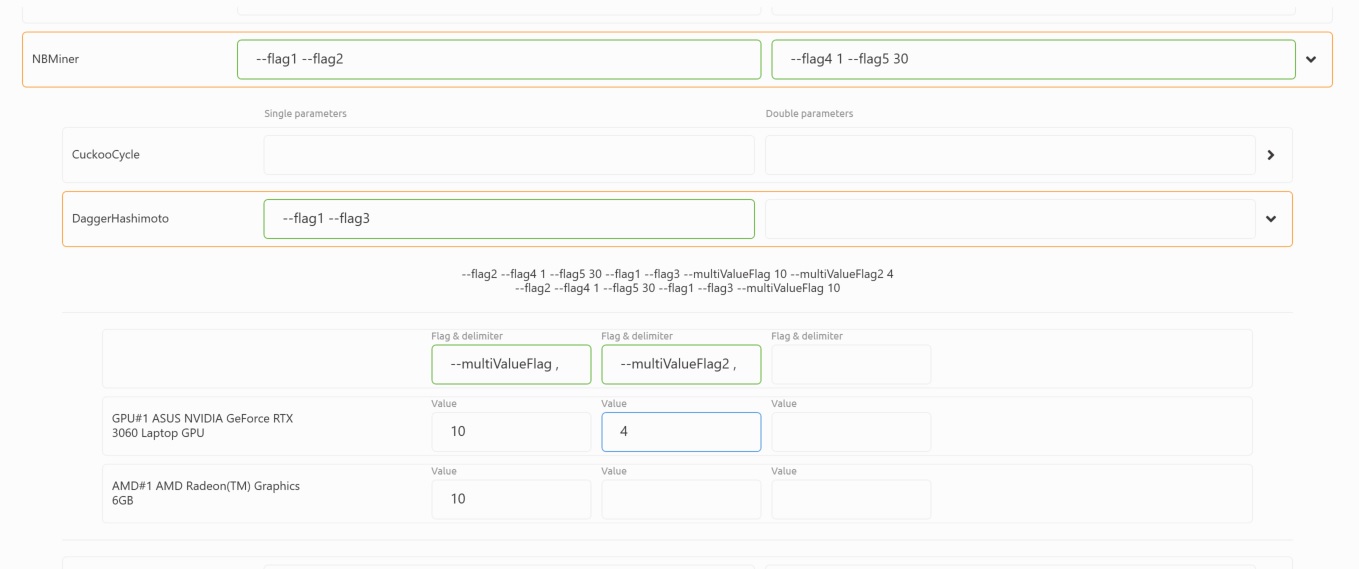 NBMiner --flag1 --flag2 --flag4 1 --flag5 30
Single parameters Double parameters
CuckooCycle
DaggerHashimoto --flag1 --flag3
--flag2 --flag4 1 --flag5 30 --flag1 --flag3 --multiValueFlag 10 --multiValueFlag2 4
--flag2 --flag4 1 --flag5 30 --flag1 --flag3 --multiValueFlag 10
Flag & delimiter Flag & delimiter Flag & delimiter
--multiValueFlag , --multiValueFlag2 ,
Value Value Value
GPU#1 ASUS NVIDIA GeForce RTX
3060 Laptop GPU
10 4
Value Value Value
AMD#1 AMD Radeon(TM) Graphics
6GB
10